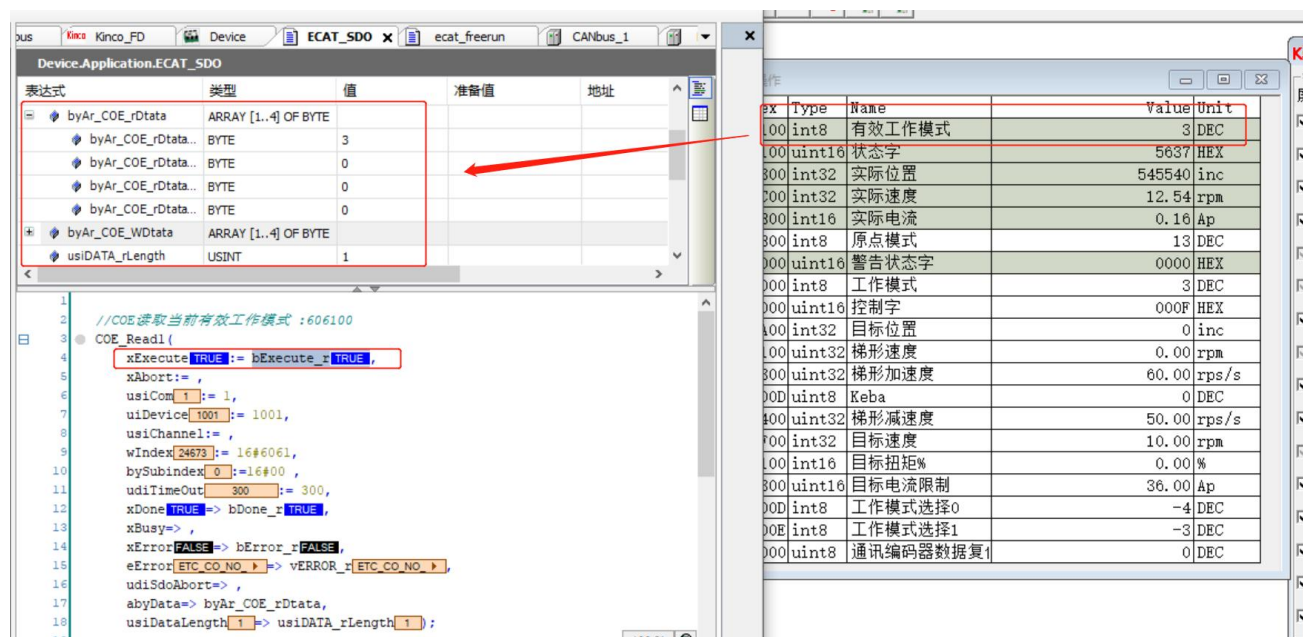 Kinco Kinco_FD Device ECAT_SDO ecat_freerun CANbus_1
Device.Application.ECAT_SDO
表达式 类型 值 准备值 地址
byAr_COE_rDtata ARRAY [1..4] OF BYTE
byAr_COE_rDtata... BYTE 3
byAr_COE_rDtata... BYTE 0
byAr_COE_rDtata... BYTE 0
byAr_COE_rDtata... BYTE 0
byAr_COE_WDtata ARRAY [1..4] OF BYTE
usiDATA_rLength USINT 1
1
2 //COE读取当前有效工作模式 :606100
3 COE_Read1(
4 xExecute TRUE := bExecute_r TRUE ,
5 xAbort:= ,
6 usiCom 1 := 1,
7 uiDevice 1001 := 1001,
8 usiChannel:= ,
9 wIndex 24673 := 16#6061,
10 bySubindex 0 :=16#00 ,
11 udiTimeOut 300 := 300,
12 xDone TRUE => bDone_r TRUE ,
13 xBusy=> ,
14 xError FALSE => bError_r FALSE ,
15 eError ETC_CO_NO_ => vERROR_r ETC_CO_NO_ ,
16 udiSdoAbort=> ,
17 abyData=> byAr_COE_rDtata,
18 usiDataLength 1 => usiDATA_rLength 1 );
Type Name Value Unit
int8 有效工作模式 3 DEC
uint16 状态字 5637 HEX
int32 实际位置 545540 inc
int32 实际速度 12.54 rpm
int16 实际电流 0.16 Ap
int8 原点模式 13 DEC
uint16 警告状态字 0000 HEX
int8 工作模式 3 DEC
uint16 控制字 000F HEX
int32 目标位置 0 inc
uint32 梯形速度 0.00 rpm
uint32 梯形加速度 60.00 rps/s
uint8 Keba 0 DEC
uint32 梯形减速度 50.00 rps/s
int32 目标速度 10.00 rpm
int16 目标扭矩% 0.00 %
uint16 目标电流限制 36.00 Ap
int8 工作模式选择0 -4 DEC
int8 工作模式选择1 -3 DEC
uint8 通讯编码器数据复 0 DEC